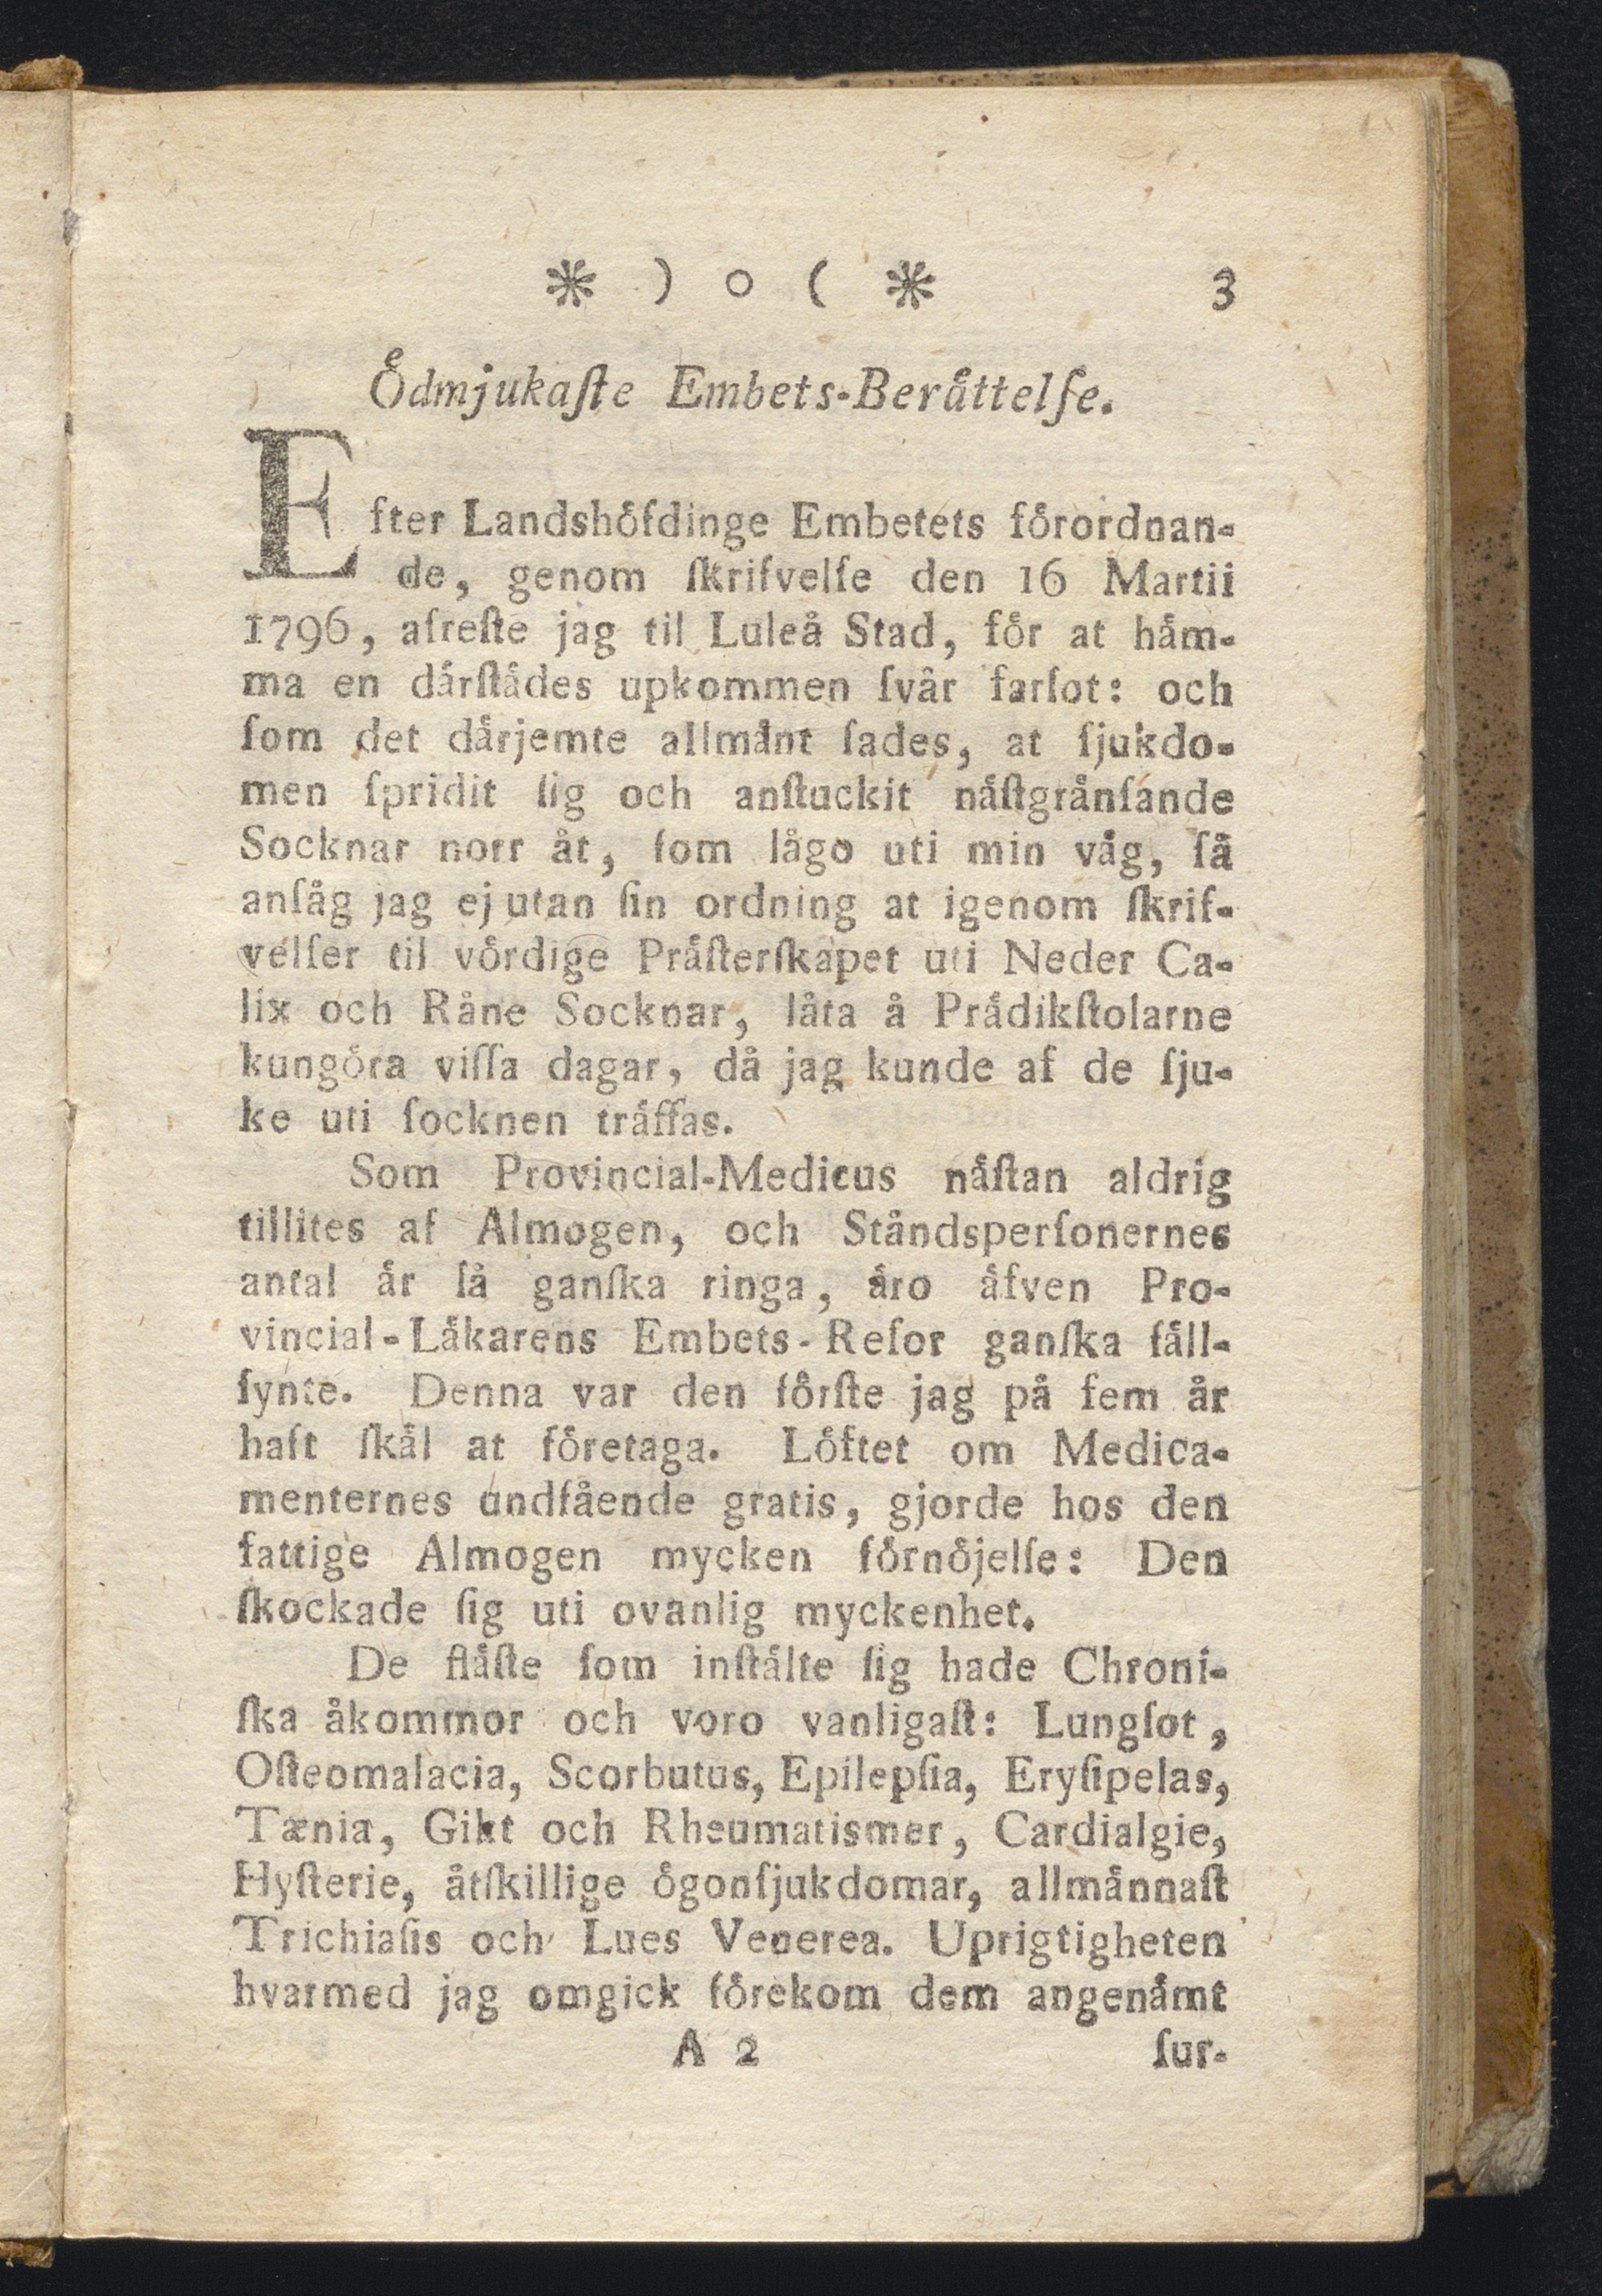 ❊ ) o ( ❊ 3
Ödmjukaſte Embets-Berättelſe.
Efter Landshöfdinge Embetets förordnan-
de, genom ſkrifvelſe den 16 Martii
1796, afreſte jag til Luleå Stad, för at häm-
ma en därſtädes upkommen ſvår farſot: och
ſom det därjemte allmänt ſades, at ſjukdo-
men ſpridit ſig och anſtuckit näſtgränſande
Socknar norr åt, ſom lågo uti min väg, ſå
anſåg jag ej utan ſin ordning at igenom ſkrif-
velſer til vördige Präſterſkapet uti Neder Ca-
lix och Råne Socknar, låta å Prädikſtolarne
kungöra viſſa dagar, då jag kunde af de ſju-
ke uti ſocknen träffas.
Som Provincial-Medicus näſtan aldrig
tillites af Almogen, och Ståndsperſonernes
antal är ſå ganſka ringa, äro äfven Pro-
vincial-Läkarens Embets-Reſor ganſka ſäll-
ſynte. Denna var den förſte jag på fem år
haft ſkäl at företaga. Löftet om Medica-
menternes undfående gratis, gjorde hos den
fattige Almogen mycken förnöjelſe: Den
ſkockade ſig uti ovanlig myckenhet.
De fläſte ſom inſtälte ſig hade Chroni-
ſka åkommor och voro vanligaſt: Lungſot,
Oſteomalacia, Scorbutus, Epilepſia, Eryſipelas,
Tænia, Gikt och Rheumatismer, Cardialgie,
Hyſterie, åtſkillige ögonſjukdomar, allmännaſt
Trichiaſis och Lues Venerea. Uprigtigheten
hvarmed jag omgick förekom dem angenämt
A 2 ſur-